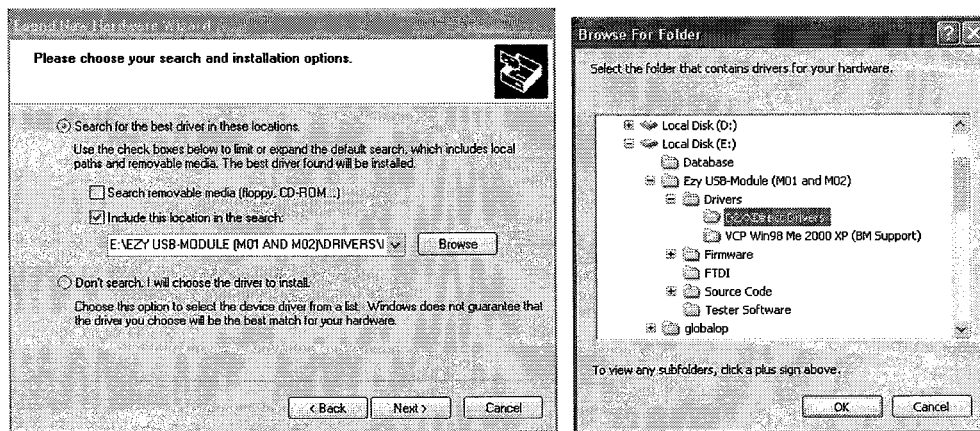 Found New Hardware Wizard
Please choose your search and installation options.
Search for the best driver in these locations.
Use the check boxes below to limit or expand the default search, which includes local
paths and removable media. The best driver found will be installed.
Search removable media (floppy, CD-ROM...)
Include this location in the search:
E:\EZY USB-MODULE (M01 AND M02)\DRIVERS\
Browse
Don't search. I will choose the driver to install.
Choose this option to select the device driver from a list. Windows does not guarantee that
the driver you choose will be the best match for your hardware.
< Back
Next >
Cancel
Browse For Folder
Select the folder that contains drivers for your hardware.
Local Disk (D:)
Local Disk (E:)
Database
Ezy USB-Module (M01 and M02)
Drivers
Direct Drivers
VCP Win98 Me 2000 XP (BM Support)
Firmware
FTDI
Source Code
Tester Software
globalop
To view any subfolders, click a plus sign above.
OK
Cancel